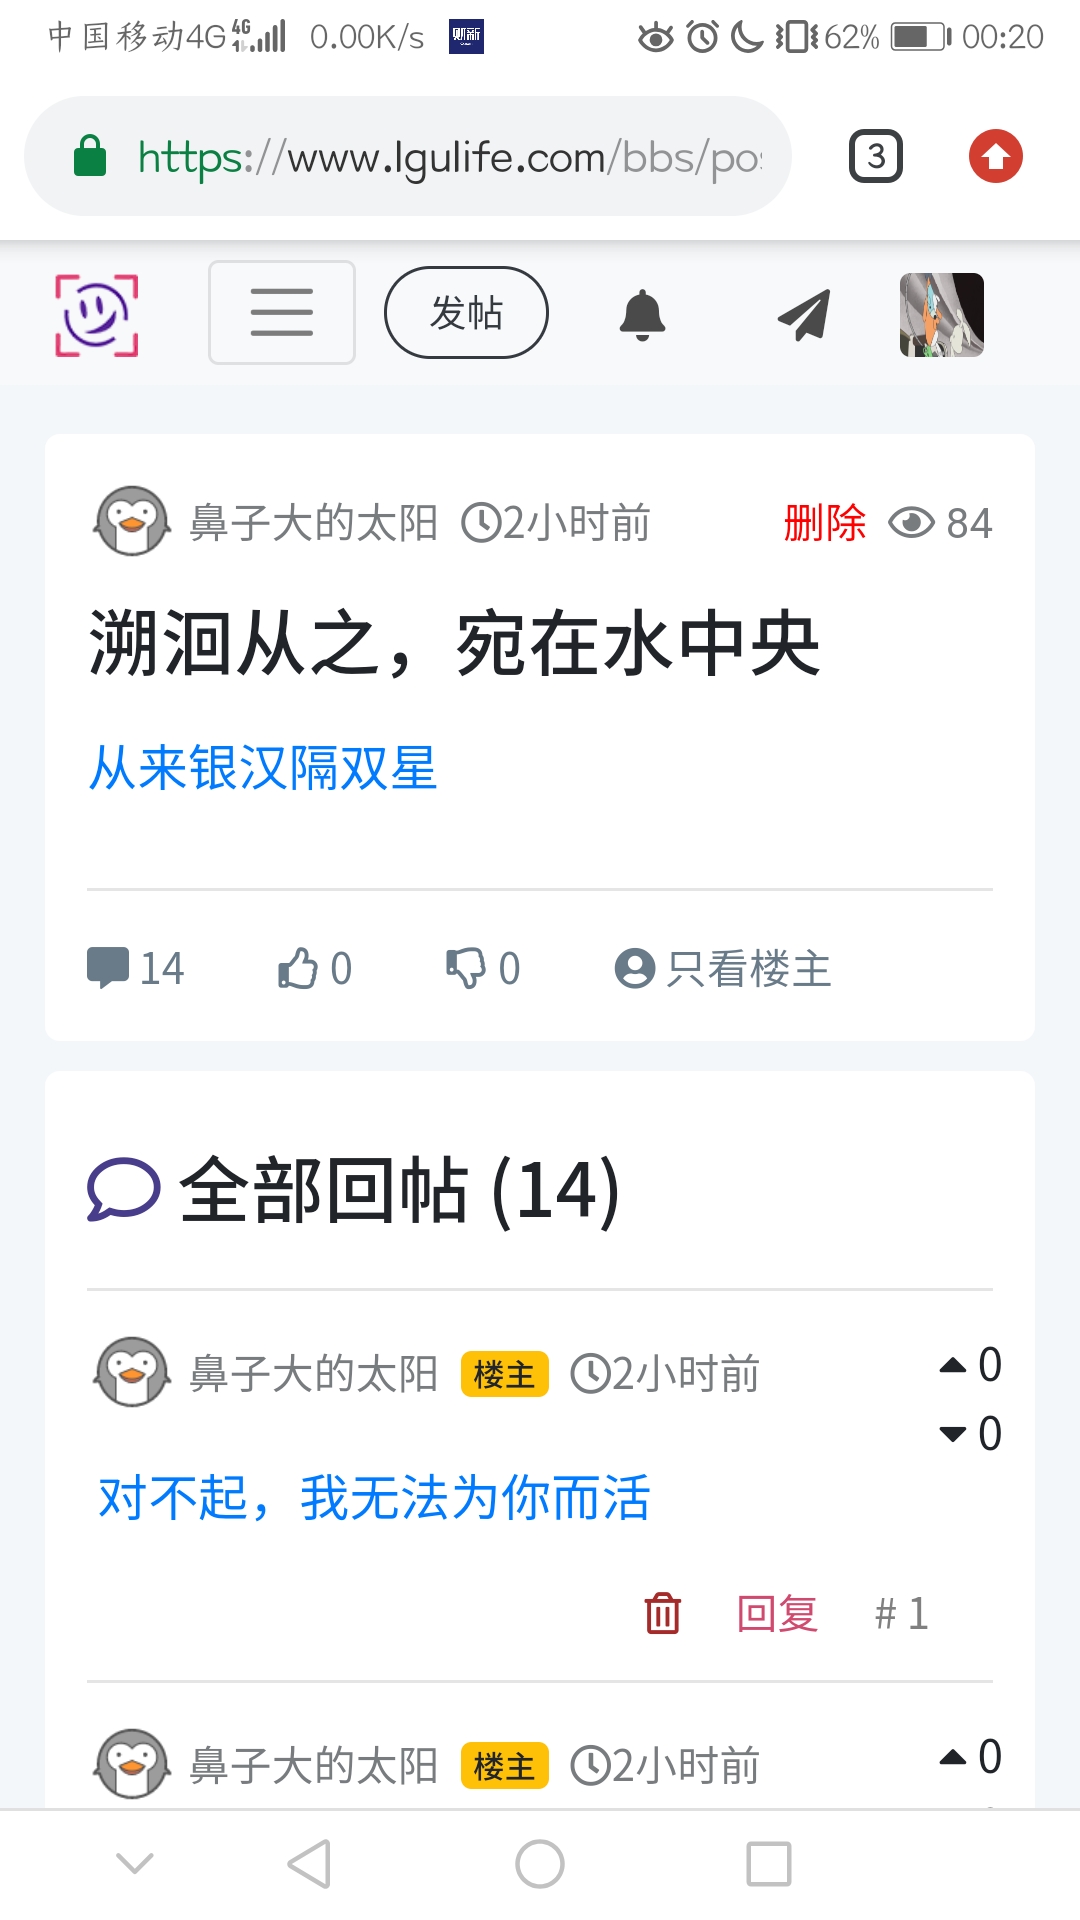 中国移动4G 4G 0.00K/s 财新 62% 00:20
https://www.lgulife.com/bbs/po
3
发帖
鼻子大的太阳 2小时前 删除 84
溯洄从之，宛在水中央
从来银汉隔双星
14 0 0 只看楼主
全部回帖 (14)
鼻子大的太阳 楼主 2小时前 0
0
对不起，我无法为你而活
回复 # 1
鼻子大的太阳 楼主 2小时前 0